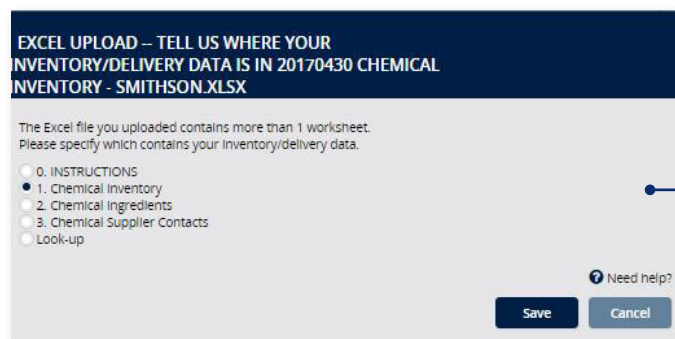 EXCEL UPLOAD -- TELL US WHERE YOUR
INVENTORY/DELIVERY DATA IS IN 20170430 CHEMICAL
INVENTORY - SMITHSON.XLSX
The Excel file you uploaded contains more than 1 worksheet.
Please specify which contains your inventory/delivery data.
0. INSTRUCTIONS
1. Chemical Inventory
2. Chemical Ingredients
3. Chemical Supplier Contacts
Look-up
Need help?
Save Cancel